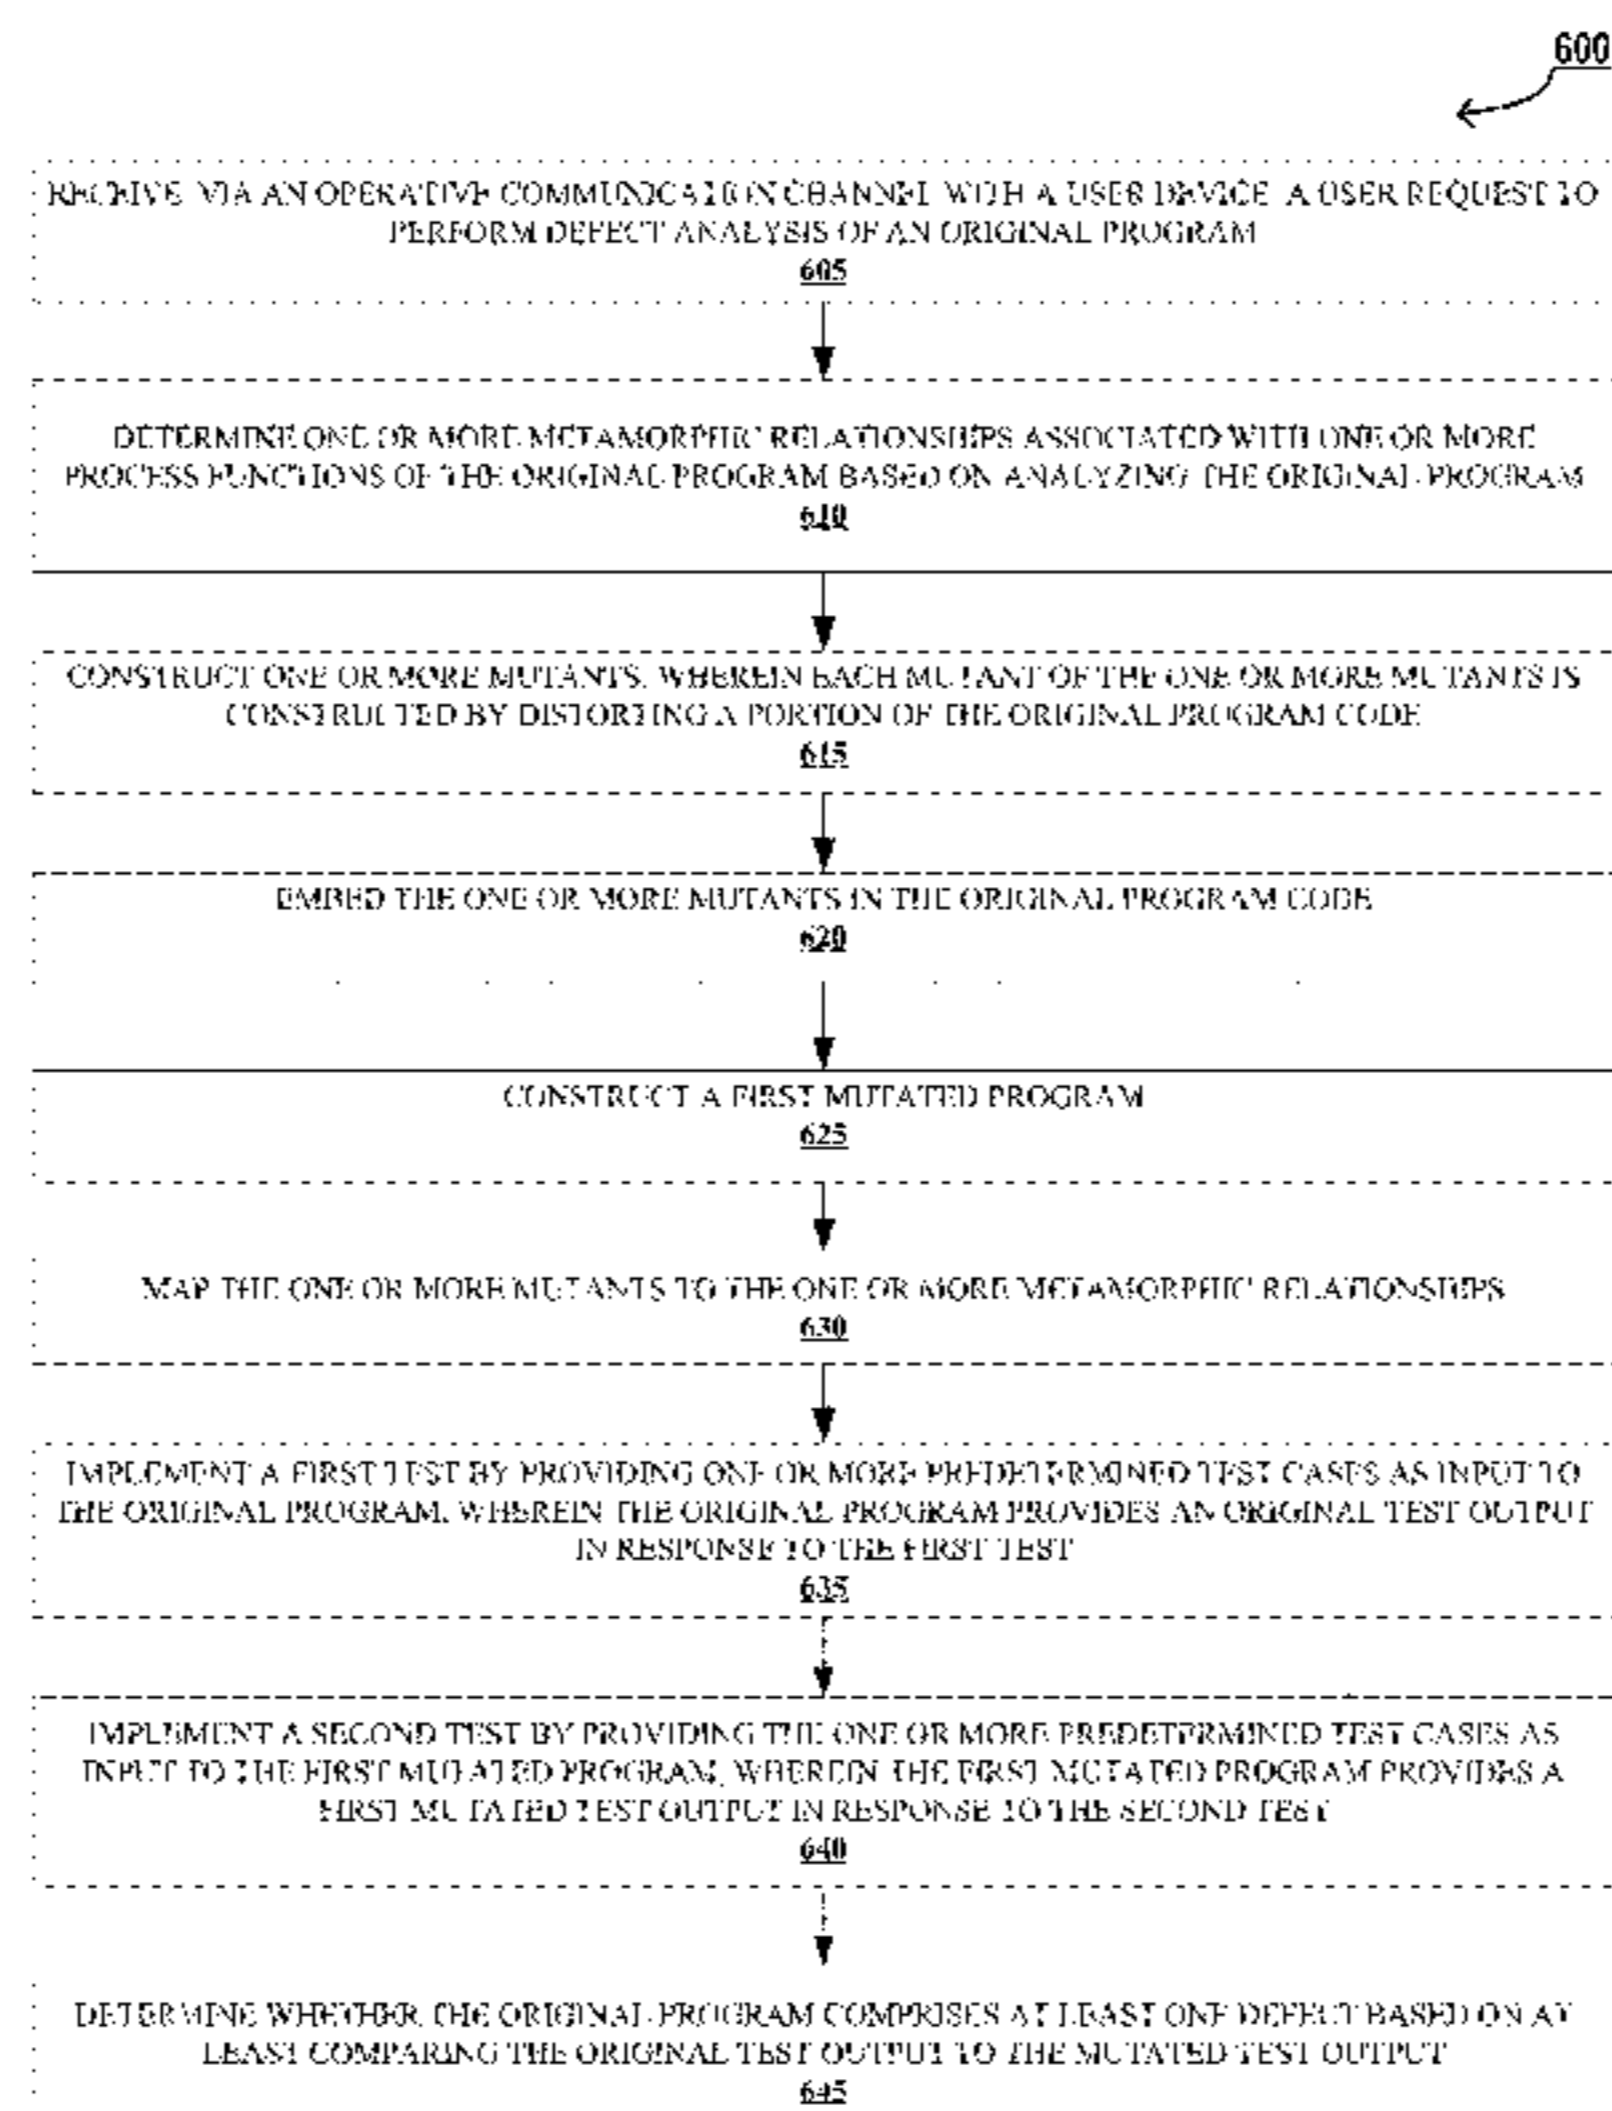 600
RECEIVE VIA AN OPERATIVE COMMUNICATION CHANNEL WITH A USER DEVICE A USER REQUEST TO
PERFORM DEFECT ANALYSIS OF AN ORIGINAL PROGRAM
605
DETERMINE ONE OR MORE METAMORPHIC RELATIONSHIPS ASSOCIATED WITH ONE OR MORE
PROCESS FUNCTIONS OF THE ORIGINAL PROGRAM BASED ON ANALYZING THE ORIGINAL PROGRAM
610
CONSTRUCT ONE OR MORE MUTANTS, WHEREIN EACH MUTANT OF THE ONE OR MORE MUTANTS IS
CONSTRUCTED BY DISTORTING A PORTION OF THE ORIGINAL PROGRAM CODE
615
EMBED THE ONE OR MORE MUTANTS IN THE ORIGINAL PROGRAM CODE
620
CONSTRUCT A FIRST MUTATED PROGRAM
625
MAP THE ONE OR MORE MUTANTS TO THE ONE OR MORE METAMORPHIC RELATIONSHIPS
630
IMPLEMENT A FIRST TEST BY PROVIDING ONE OR MORE PREDETERMINED TEST CASES AS INPUT TO
THE ORIGINAL PROGRAM, WHEREIN THE ORIGINAL PROGRAM PROVIDES AN ORIGINAL TEST OUTPUT
IN RESPONSE TO THE FIRST TEST
635
IMPLEMENT A SECOND TEST BY PROVIDING THE ONE OR MORE PREDETERMINED TEST CASES AS
INPUT TO THE FIRST MUTATED PROGRAM, WHEREIN THE FIRST MUTATED PROGRAM PROVIDES A
FIRST MUTATED TEST OUTPUT IN RESPONSE TO THE SECOND TEST
640
DETERMINE WHETHER THE ORIGINAL PROGRAM COMPRISES AT LEAST ONE DEFECT BASED ON AT
LEAST COMPARING THE ORIGINAL TEST OUTPUT TO THE MUTATED TEST OUTPUT
645